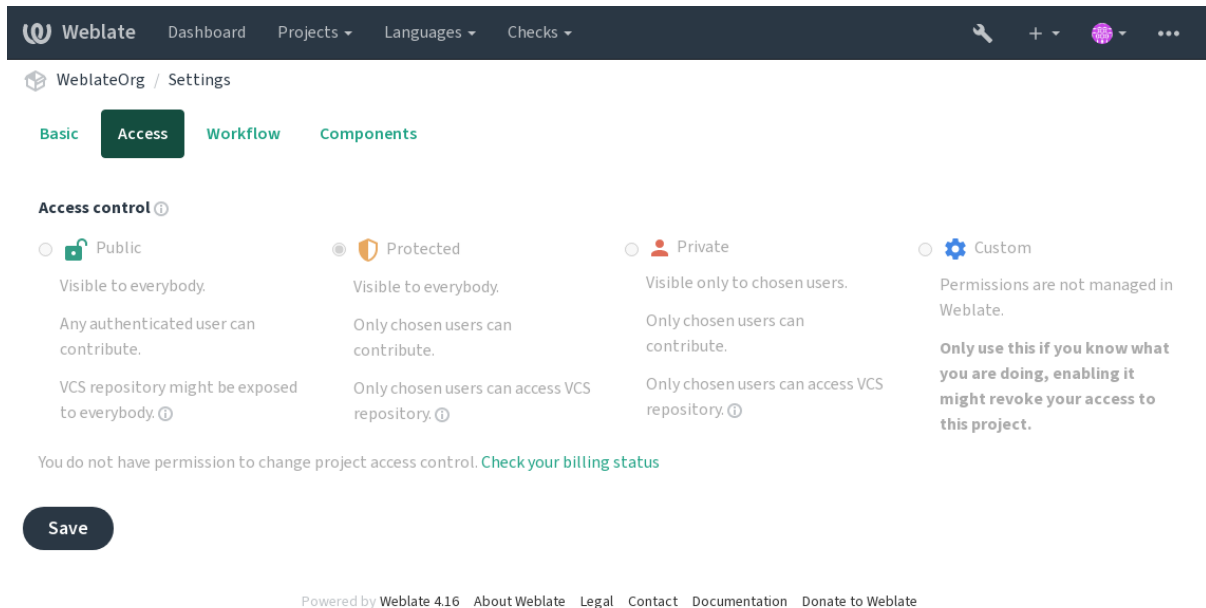 Weblate Dashboard Projects Languages Checks
WeblateOrg / Settings
Basic Access Workflow Components
Access control
Public
Visible to everybody.
Any authenticated user can
contribute.
VCS repository might be exposed
to everybody.
Protected
Visible to everybody.
Only chosen users can
contribute.
Only chosen users can access VCS
repository.
Private
Visible only to chosen users.
Only chosen users can
contribute.
Only chosen users can access VCS
repository.
Custom
Permissions are not managed in
Weblate.
Only use this if you know what
you are doing, enabling it
might revoke your access to
this project.
You do not have permission to change project access control. Check your billing status
Save
Powered by Weblate 4.16 About Weblate Legal Contact Documentation Donate to Weblate